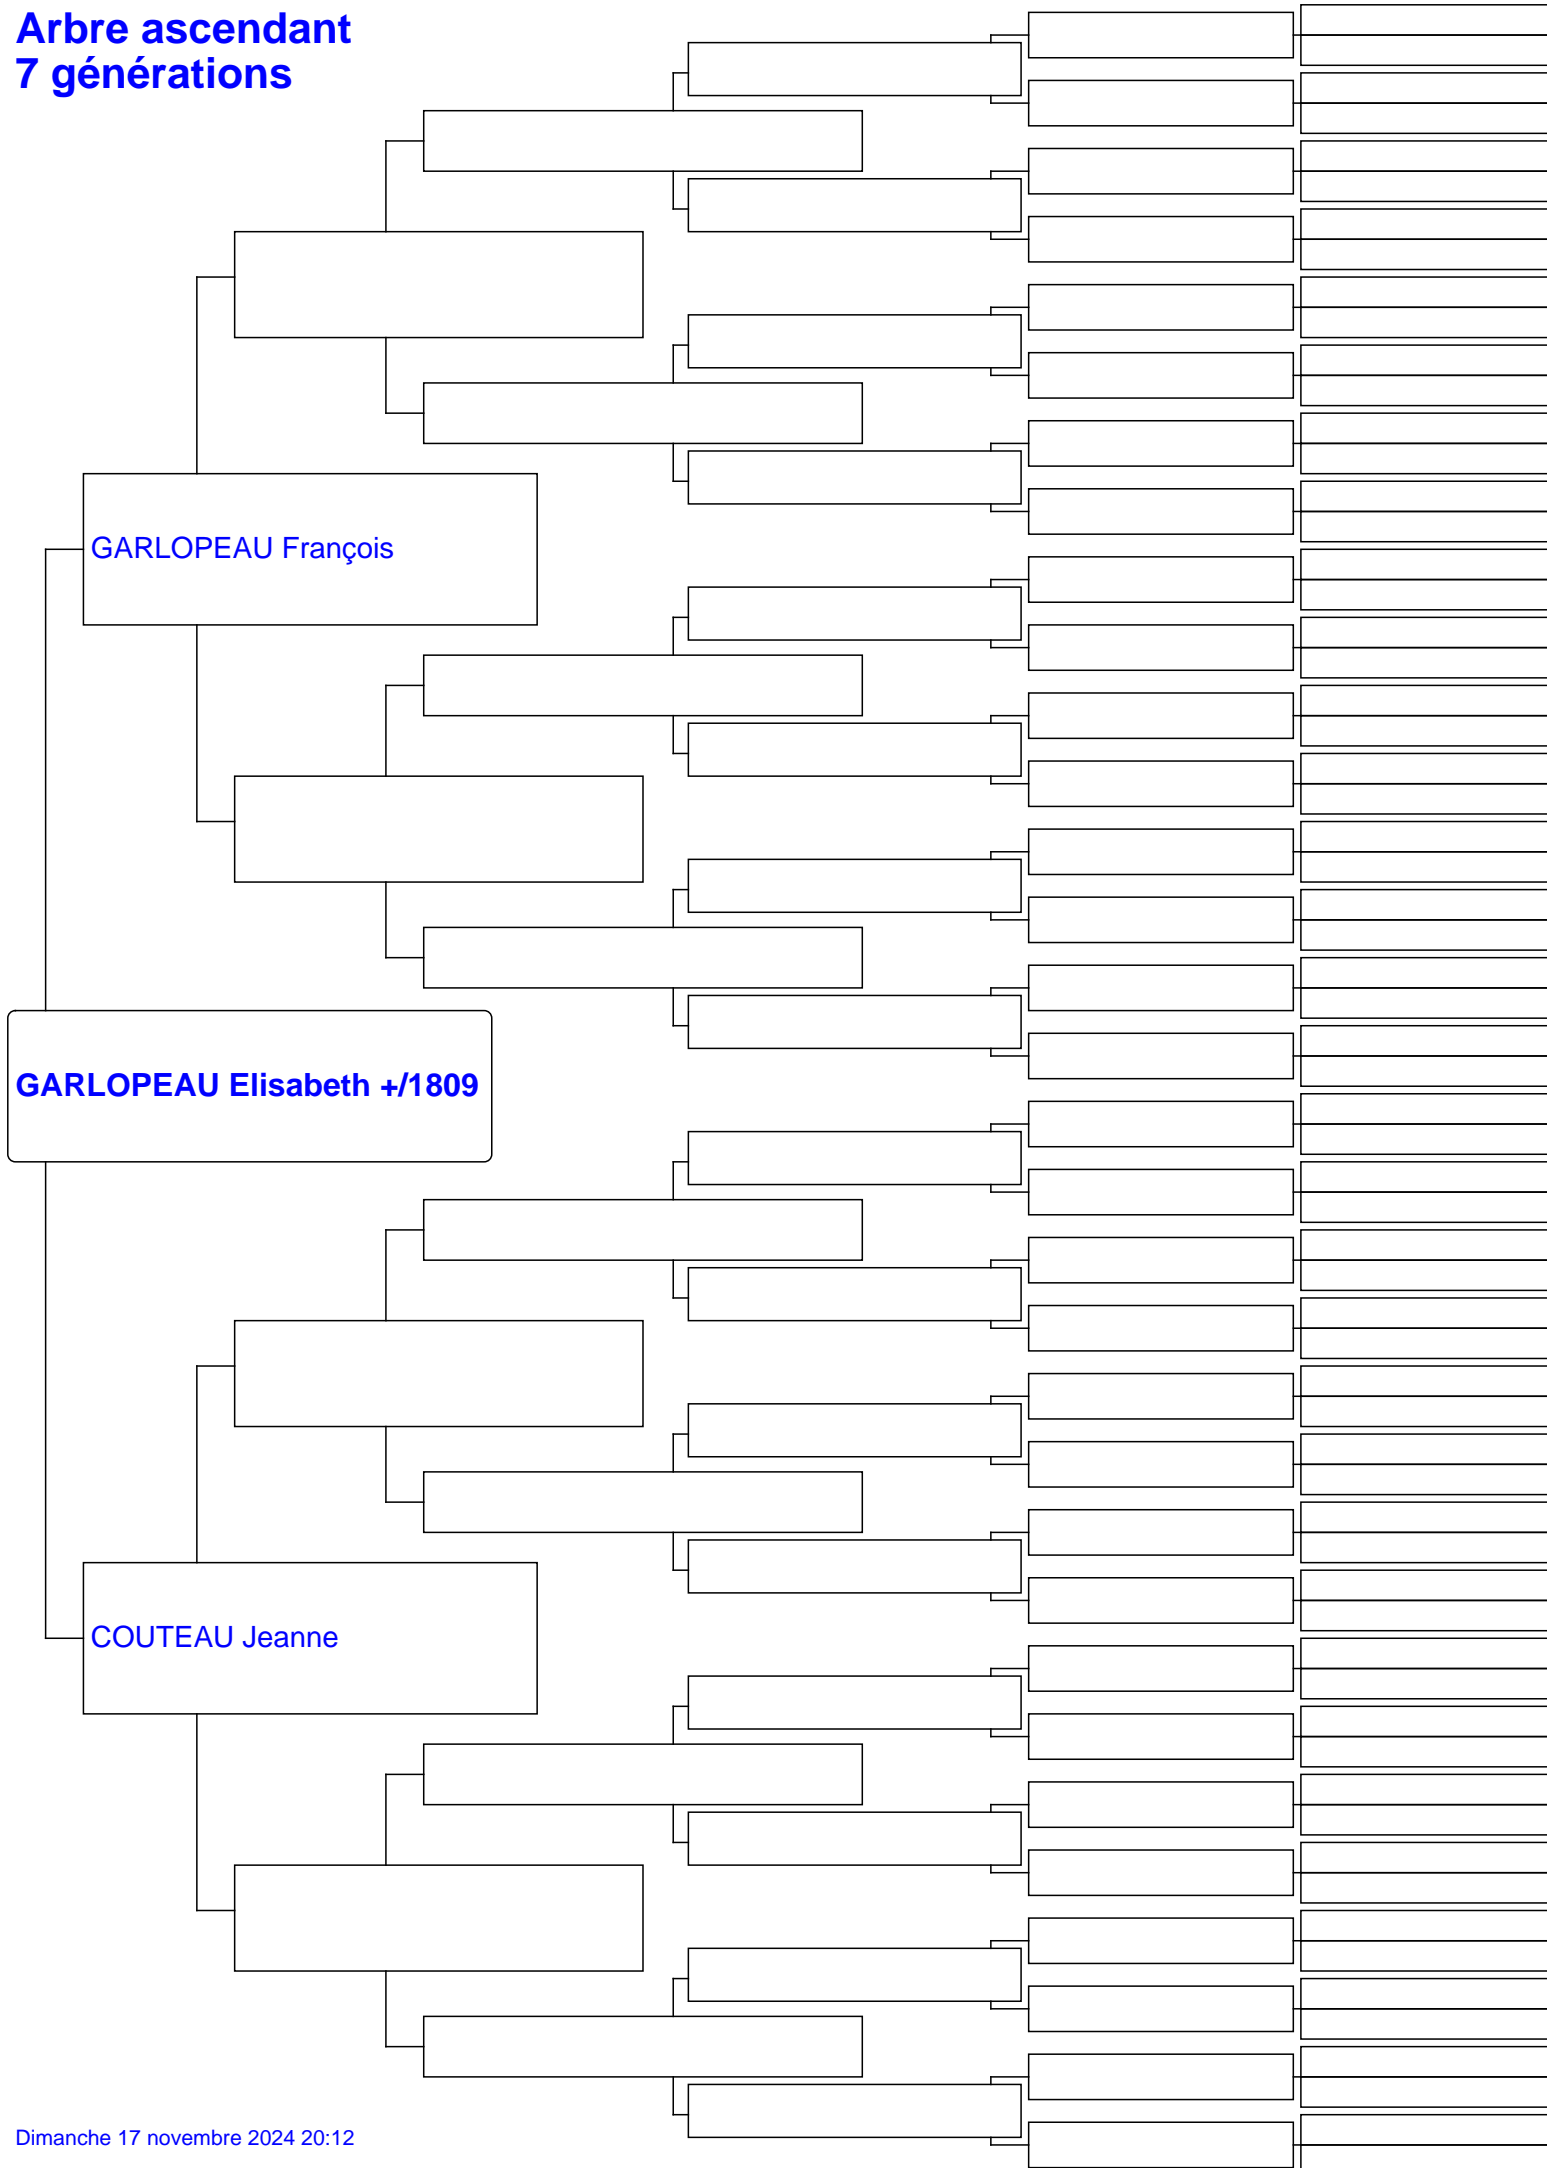 Arbre ascendant
7 générations
GARLOPEAU François
GARLOPEAU Elisabeth +/1809
COUTEAU Jeanne
Dimanche 17 novembre 2024 20:12